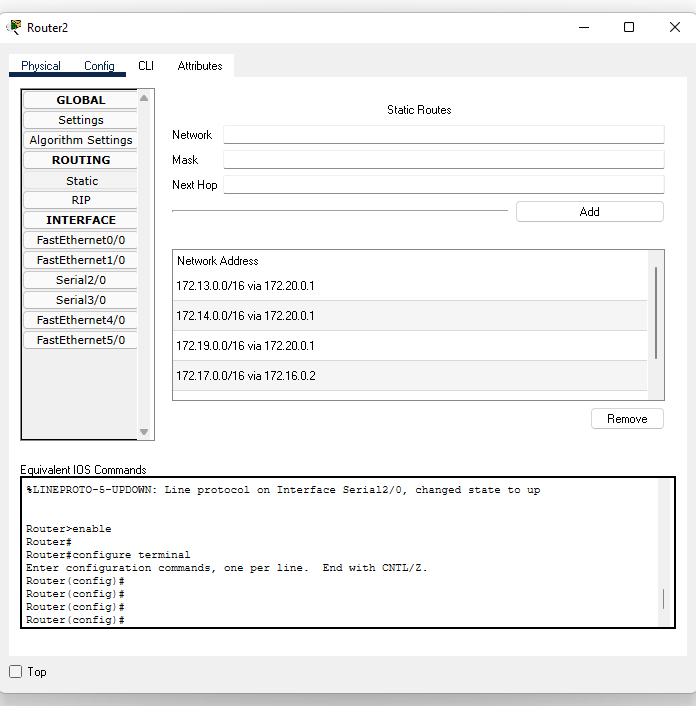 Router2
Physical Config CLI Attributes
GLOBAL
Settings
Algorithm Settings
ROUTING
Static
RIP
INTERFACE
FastEthernet0/0
FastEthernet1/0
Serial2/0
Serial3/0
FastEthernet4/0
FastEthernet5/0
Static Routes
Network
Mask
Next Hop
Add
Network Address
172.13.0.0/16 via 172.20.0.1
172.14.0.0/16 via 172.20.0.1
172.19.0.0/16 via 172.20.0.1
172.17.0.0/16 via 172.16.0.2
Remove
Equivalent IOS Commands
%LINEPROTO-5-UPDOWN: Line protocol on Interface Serial2/0, changed state to up
Router>enable
Router#
Router#configure terminal
Enter configuration commands, one per line.  End with CNTL/Z.
Router(config)#
Router(config)#
Router(config)#
Router(config)#
Top